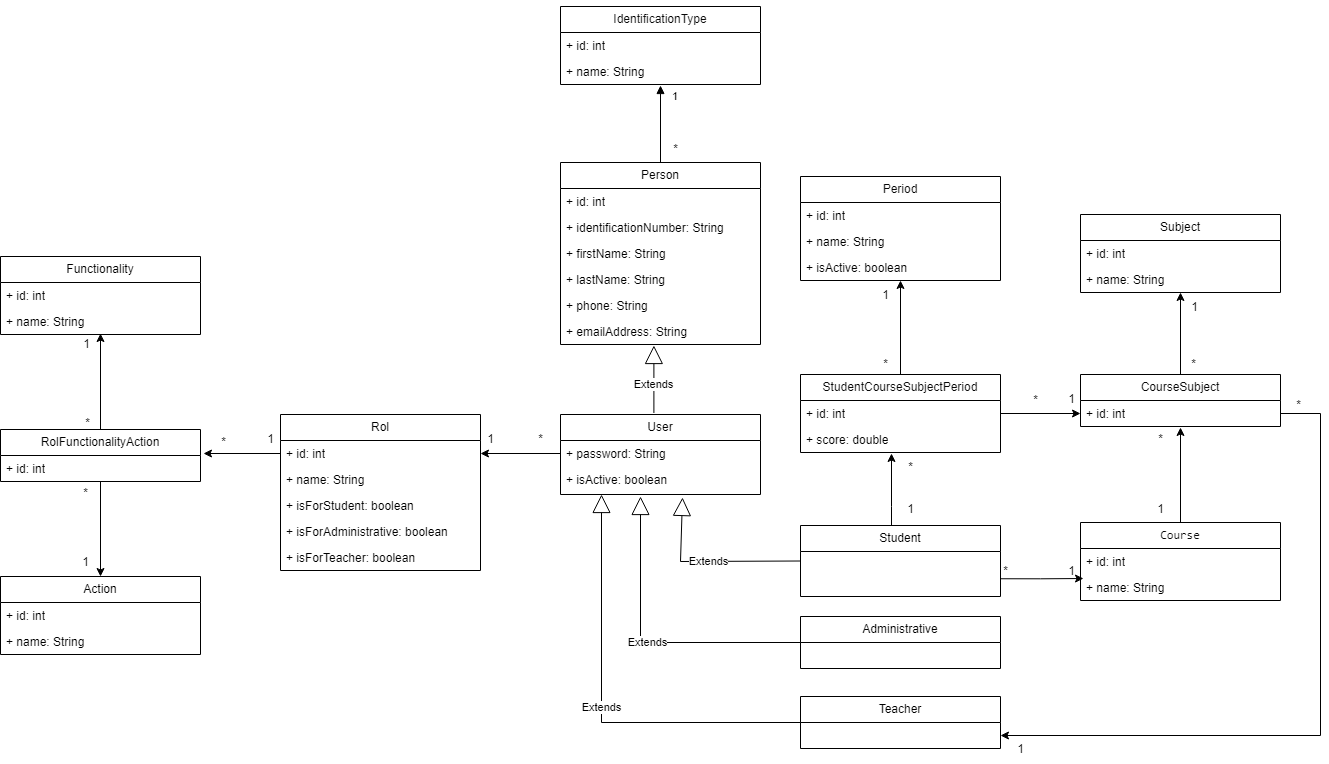 IdentificationType
+ id: int
+ name: String
1
*
Person
+ id: int
+ identificationNumber: String
+ firstName: String
+ lastName: String
+ phone: String
+ emailAddress: String
Extends
Period
+ id: int
+ name: String
+ isActive: boolean
1
*
Subject
+ id: int
+ name: String
1
*
Functionality
+ id: int
+ name: String
1
*
RolFunctionalityAction
+ id: int
*
1
Action
+ id: int
+ name: String
*
1
Rol
+ id: int
+ name: String
+ isForStudent: boolean
+ isForAdministrative: boolean
+ isForTeacher: boolean
1
*
User
+ password: String
+ isActive: boolean
StudentCourseSubjectPeriod
+ id: int
+ score: double
*
1
CourseSubject
+ id: int
*
*
1
*
1
Student
Extends
*
1
Course
+ id: int
+ name: String
Administrative
Extends
Teacher
Extends
1